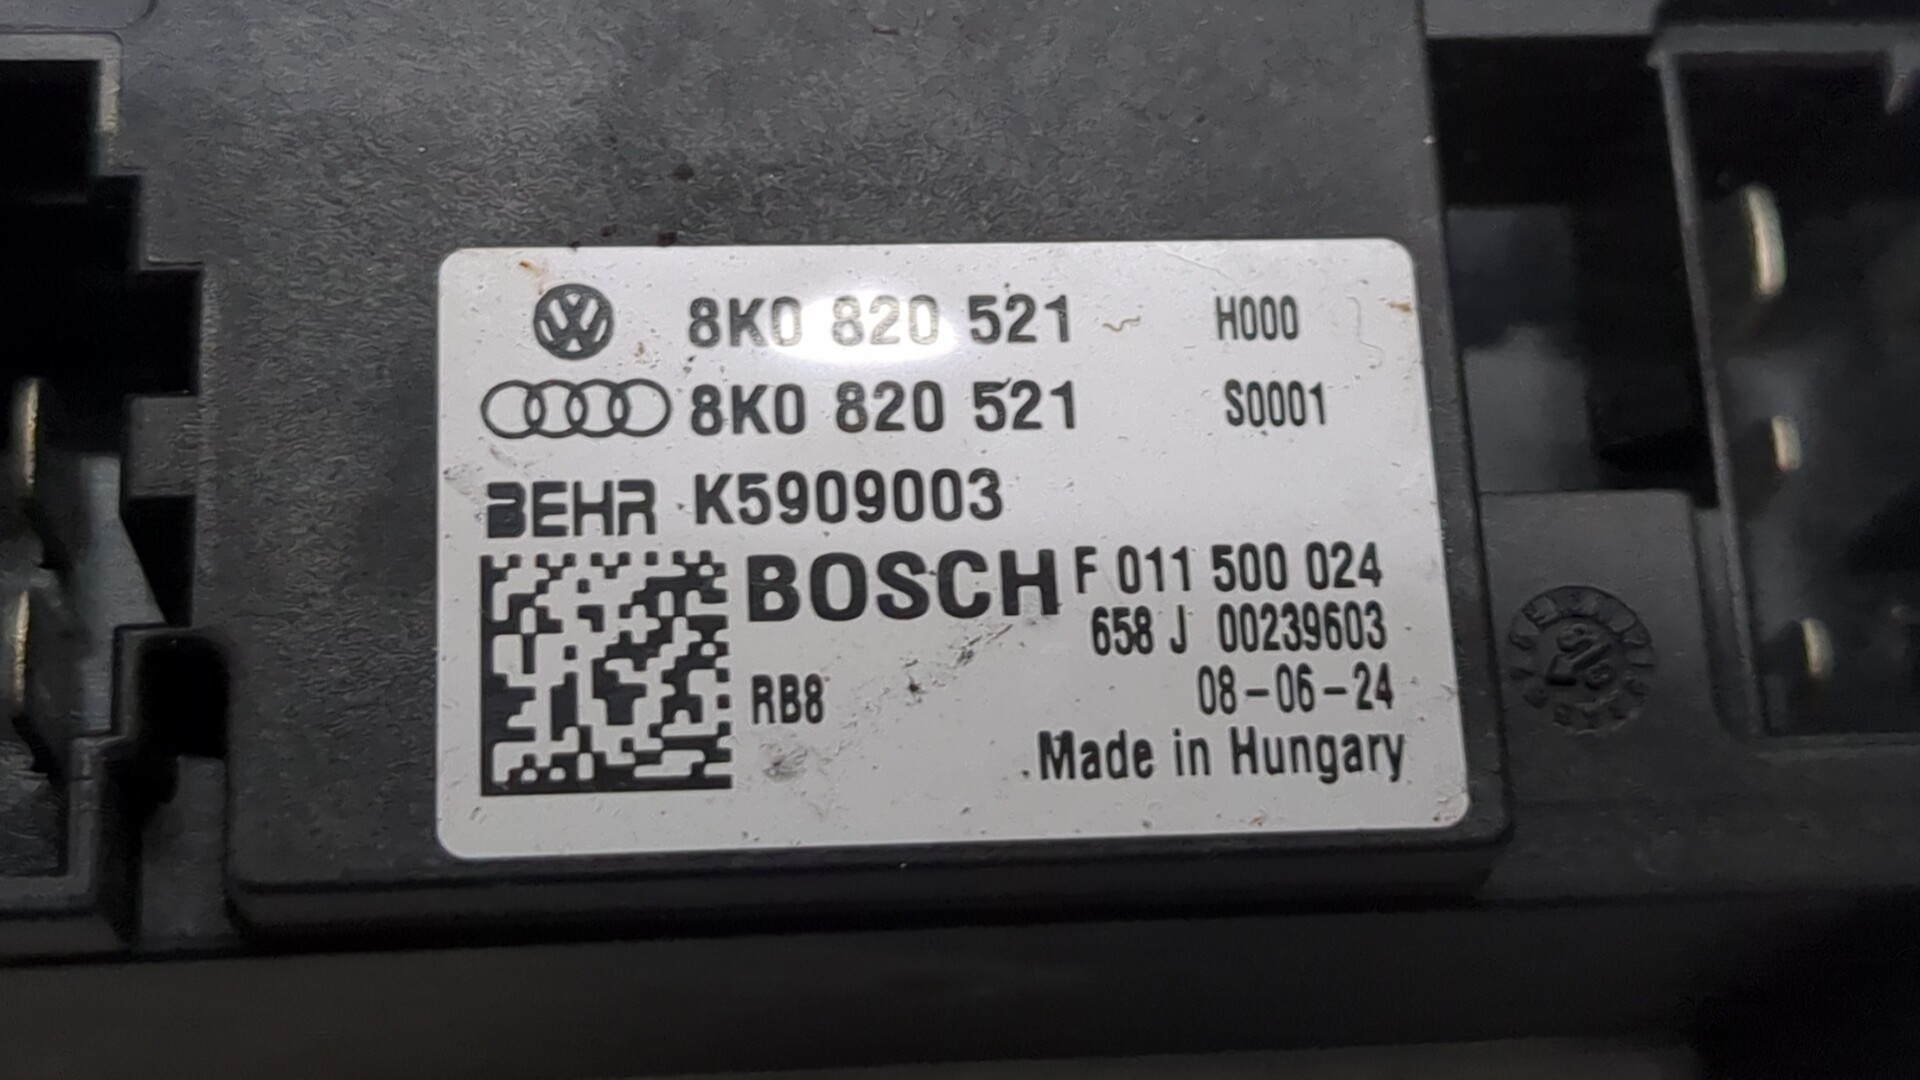 8K0 820 521 H000
8K0 820 521 S0001
BEHR K5909003
BOSCH F 011 500 024
658 J 00239603
RB8 08-06-24
Made in Hungary